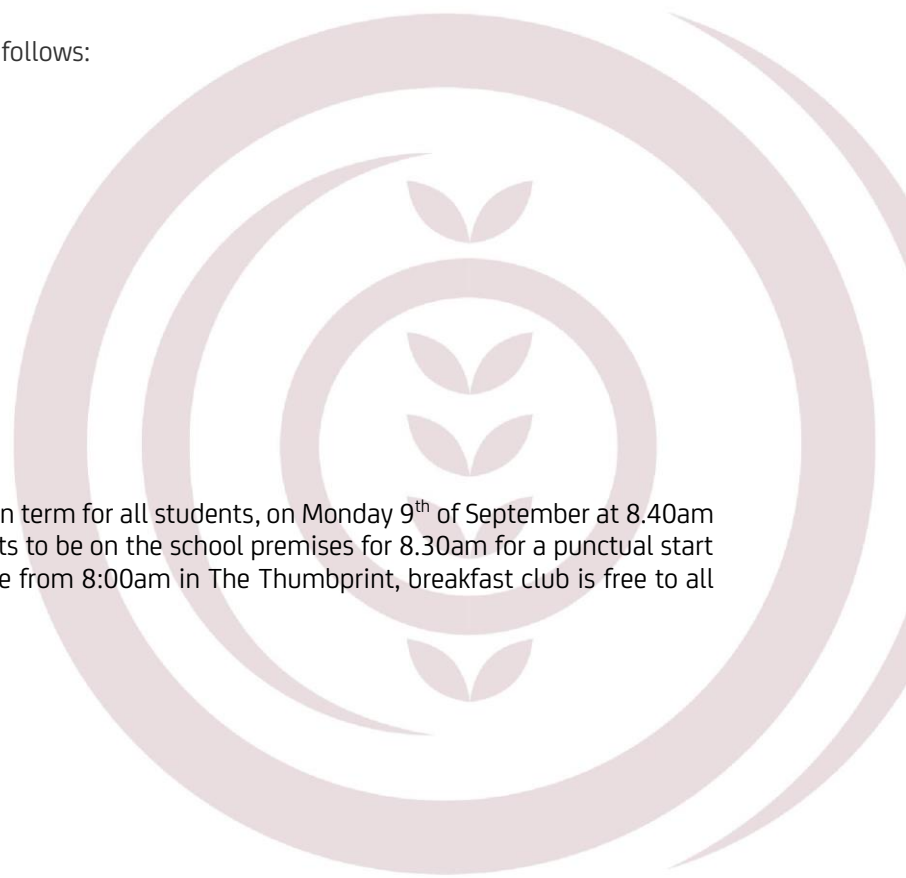 follows:
n term for all students, on Monday 9th of September at 8.40am
ts to be on the school premises for 8.30am for a punctual start
e from 8:00am in The Thumbprint, breakfast club is free to all